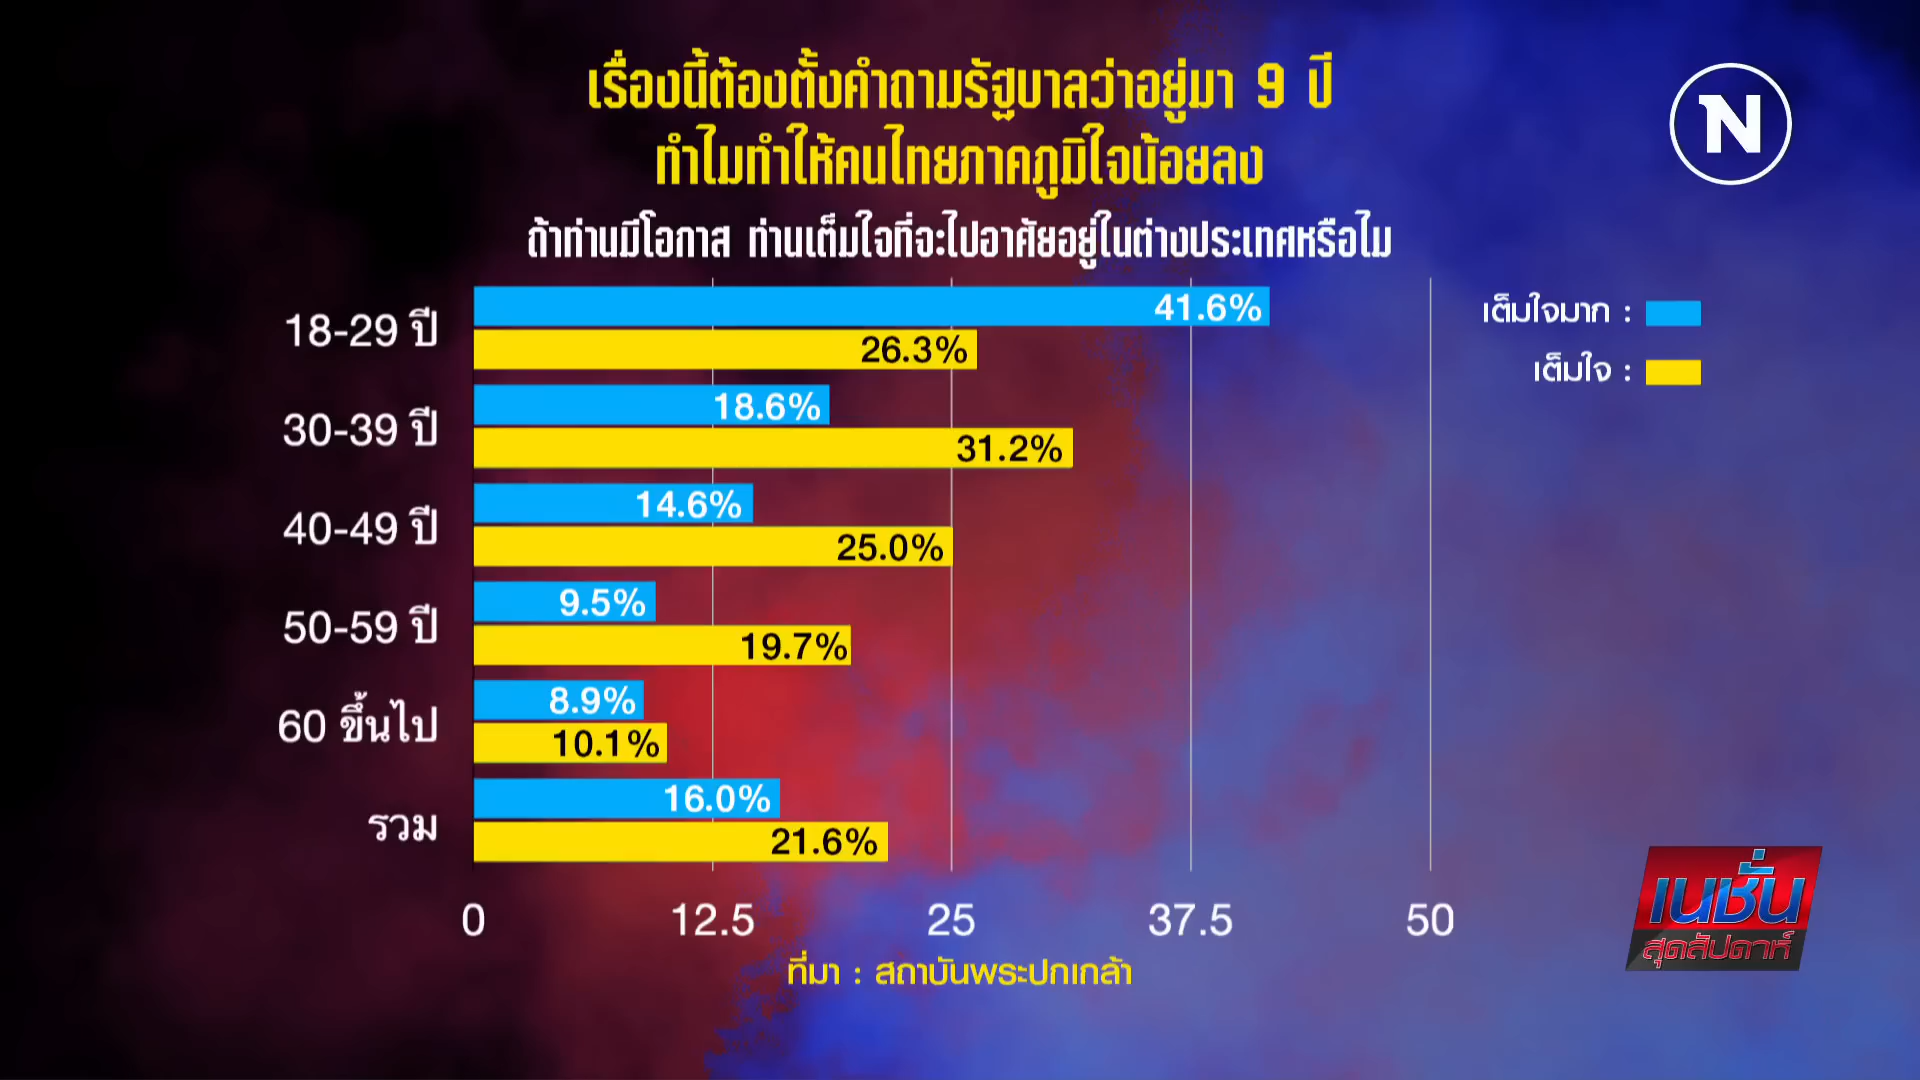 เรื่องนี้ต้องตั้งคำถามรัฐบาลว่าอยู่มา 9 ปี
ทำไมทำให้คนไทยภาคภูมิใจน้อยลง
N
ถ้าท่านมีโอกาส ท่านเต็มใจที่จะไปอาศัยอยู่ในต่างประเทศหรือไม
เต็มใจมาก :
เต็มใจ :
18-29 ปี
41.6%
26.3%
30-39 ปี
18.6%
31.2%
40-49 ปี
14.6%
25.0%
50-59 ปี
9.5%
19.7%
60 ขึ้นไป
8.9%
10.1%
รวม
16.0%
21.6%
0 12.5 25 37.5 50
ที่มา : สถาบันพระปกเกล้า
เนชั่น
สุดสัปดาห์